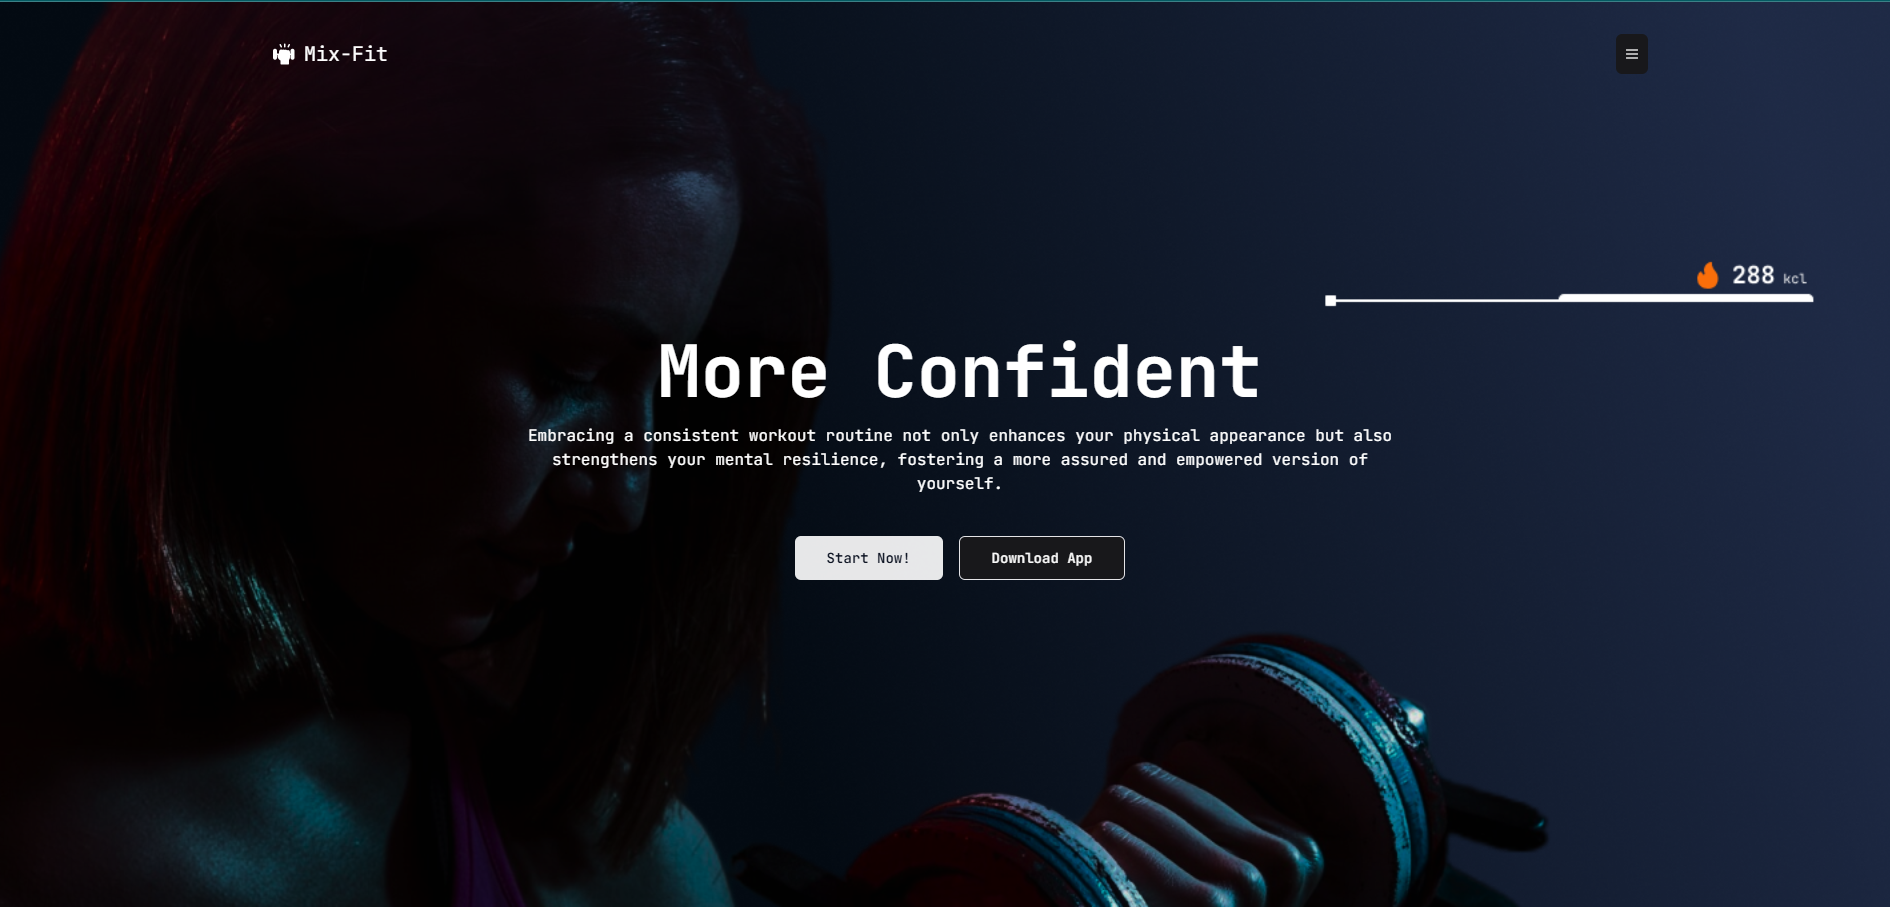 Mix-Fit
288 kcl
More Confident
Embracing a consistent workout routine not only enhances your physical appearance but also
strengthens your mental resilience, fostering a more assured and empowered version of
yourself.
Start Now!
Download App